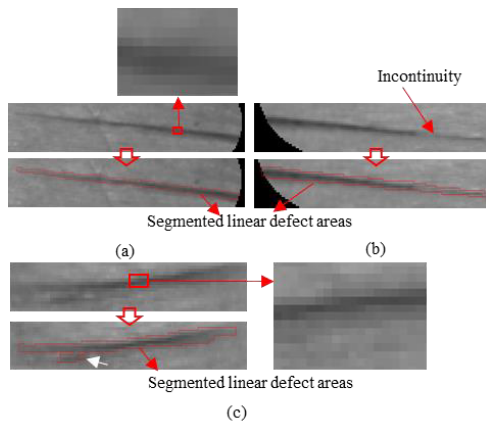 Incontinuity
Segmented linear defect areas
(a)
(b)
Segmented linear defect areas
(c)